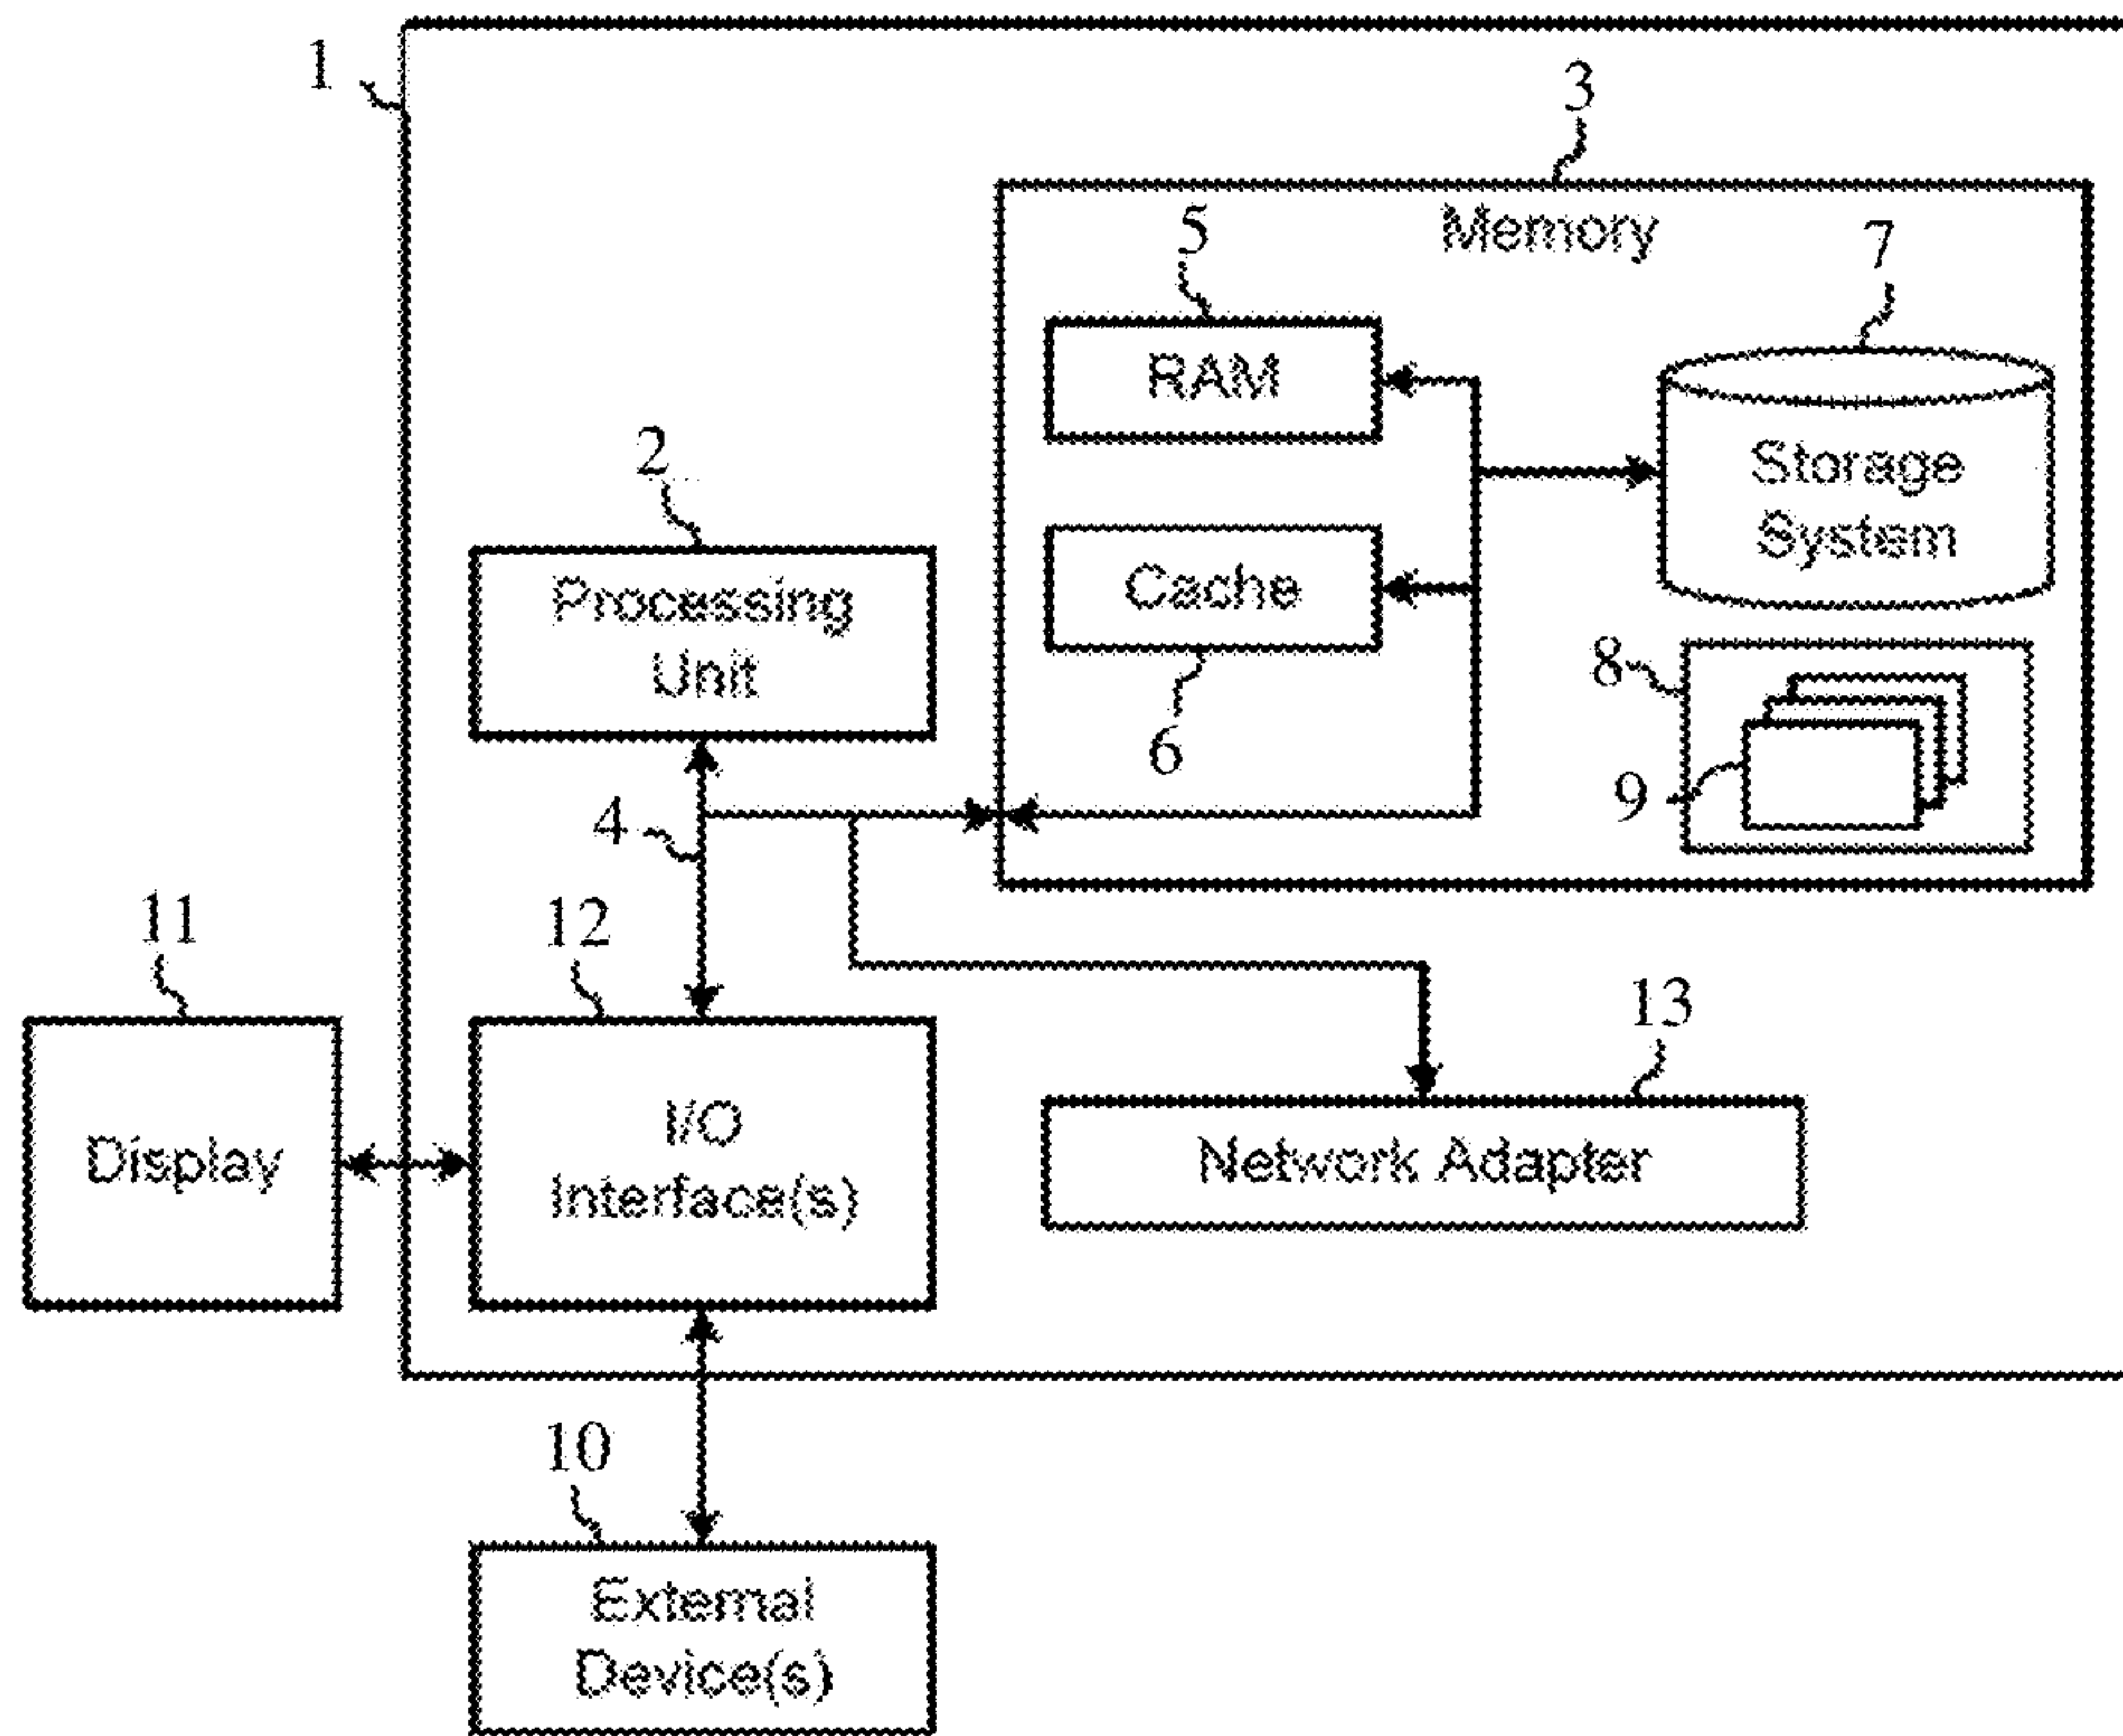 1
3
Memory
5
7
RAM
Storage
System
2
Cache
Processing
Unit
6
8
9
4
11
12
13
Display
I/O
Interface(s)
Network Adapter
10
External
Device(s)